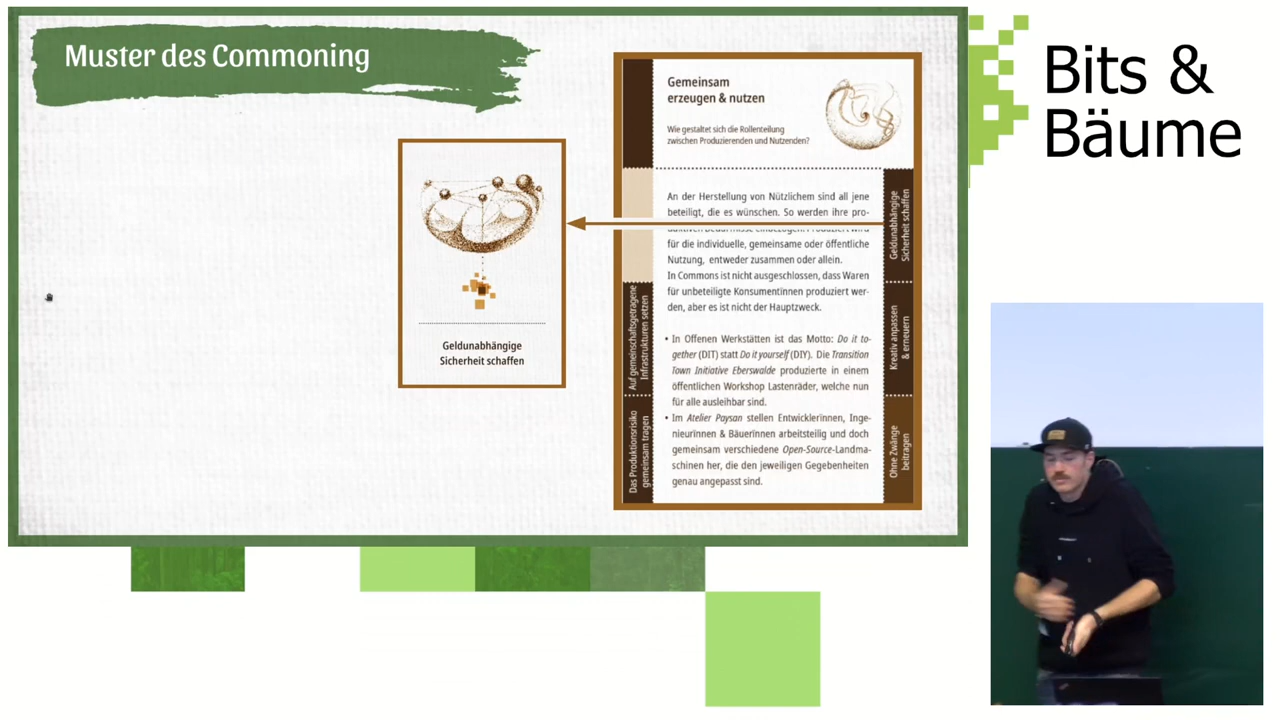 Muster des Commoning
Bits &
Bäume
Geldunabhängige
Sicherheit schaffen
Gemeinsam
erzeugen & nutzen
Wie gestaltet sich die Rollenteilung
zwischen Produzierenden und Nutzenden?
An der Herstellung von Nützlichem sind all jene
beteiligt, die es wünschen. So werden ihre pro-
duktiven Bedürfnisse einbezogen. Produziert wird
für die individuelle, gemeinsame oder öffentliche
Nutzung, entweder zusammen oder allein.
In Commons ist nicht ausgeschlossen, dass Waren
für unbeteiligte Konsumentinnen produziert wer-
den, aber es ist nicht der Hauptzweck.
• In Offenen Werkstätten ist das Motto: Do it to-
gether (DIT) statt Do it yourself (DIY). Die Transition
Town Initiative Eberswalde produzierte in einem
öffentlichen Workshop Lastenräder, welche nun
für alle ausleihbar sind.
• Im Atelier Paysan stellen Entwicklerinnen, Inge-
nieurinnen & Bäuerinnen arbeitsteilig und doch
gemeinsam verschiedene Open-Source-Landma-
schinen her, die den jeweiligen Gegebenheiten
genau angepasst sind.
Auf gemeinschaftsgetragene
Infrastrukturen setzen
Das Produktionsrisiko
gemeinsam tragen
Geldunabhängige
Sicherheit schaffen
Kreativ anpassen
& erneuern
Ohne Zwänge
beitragen